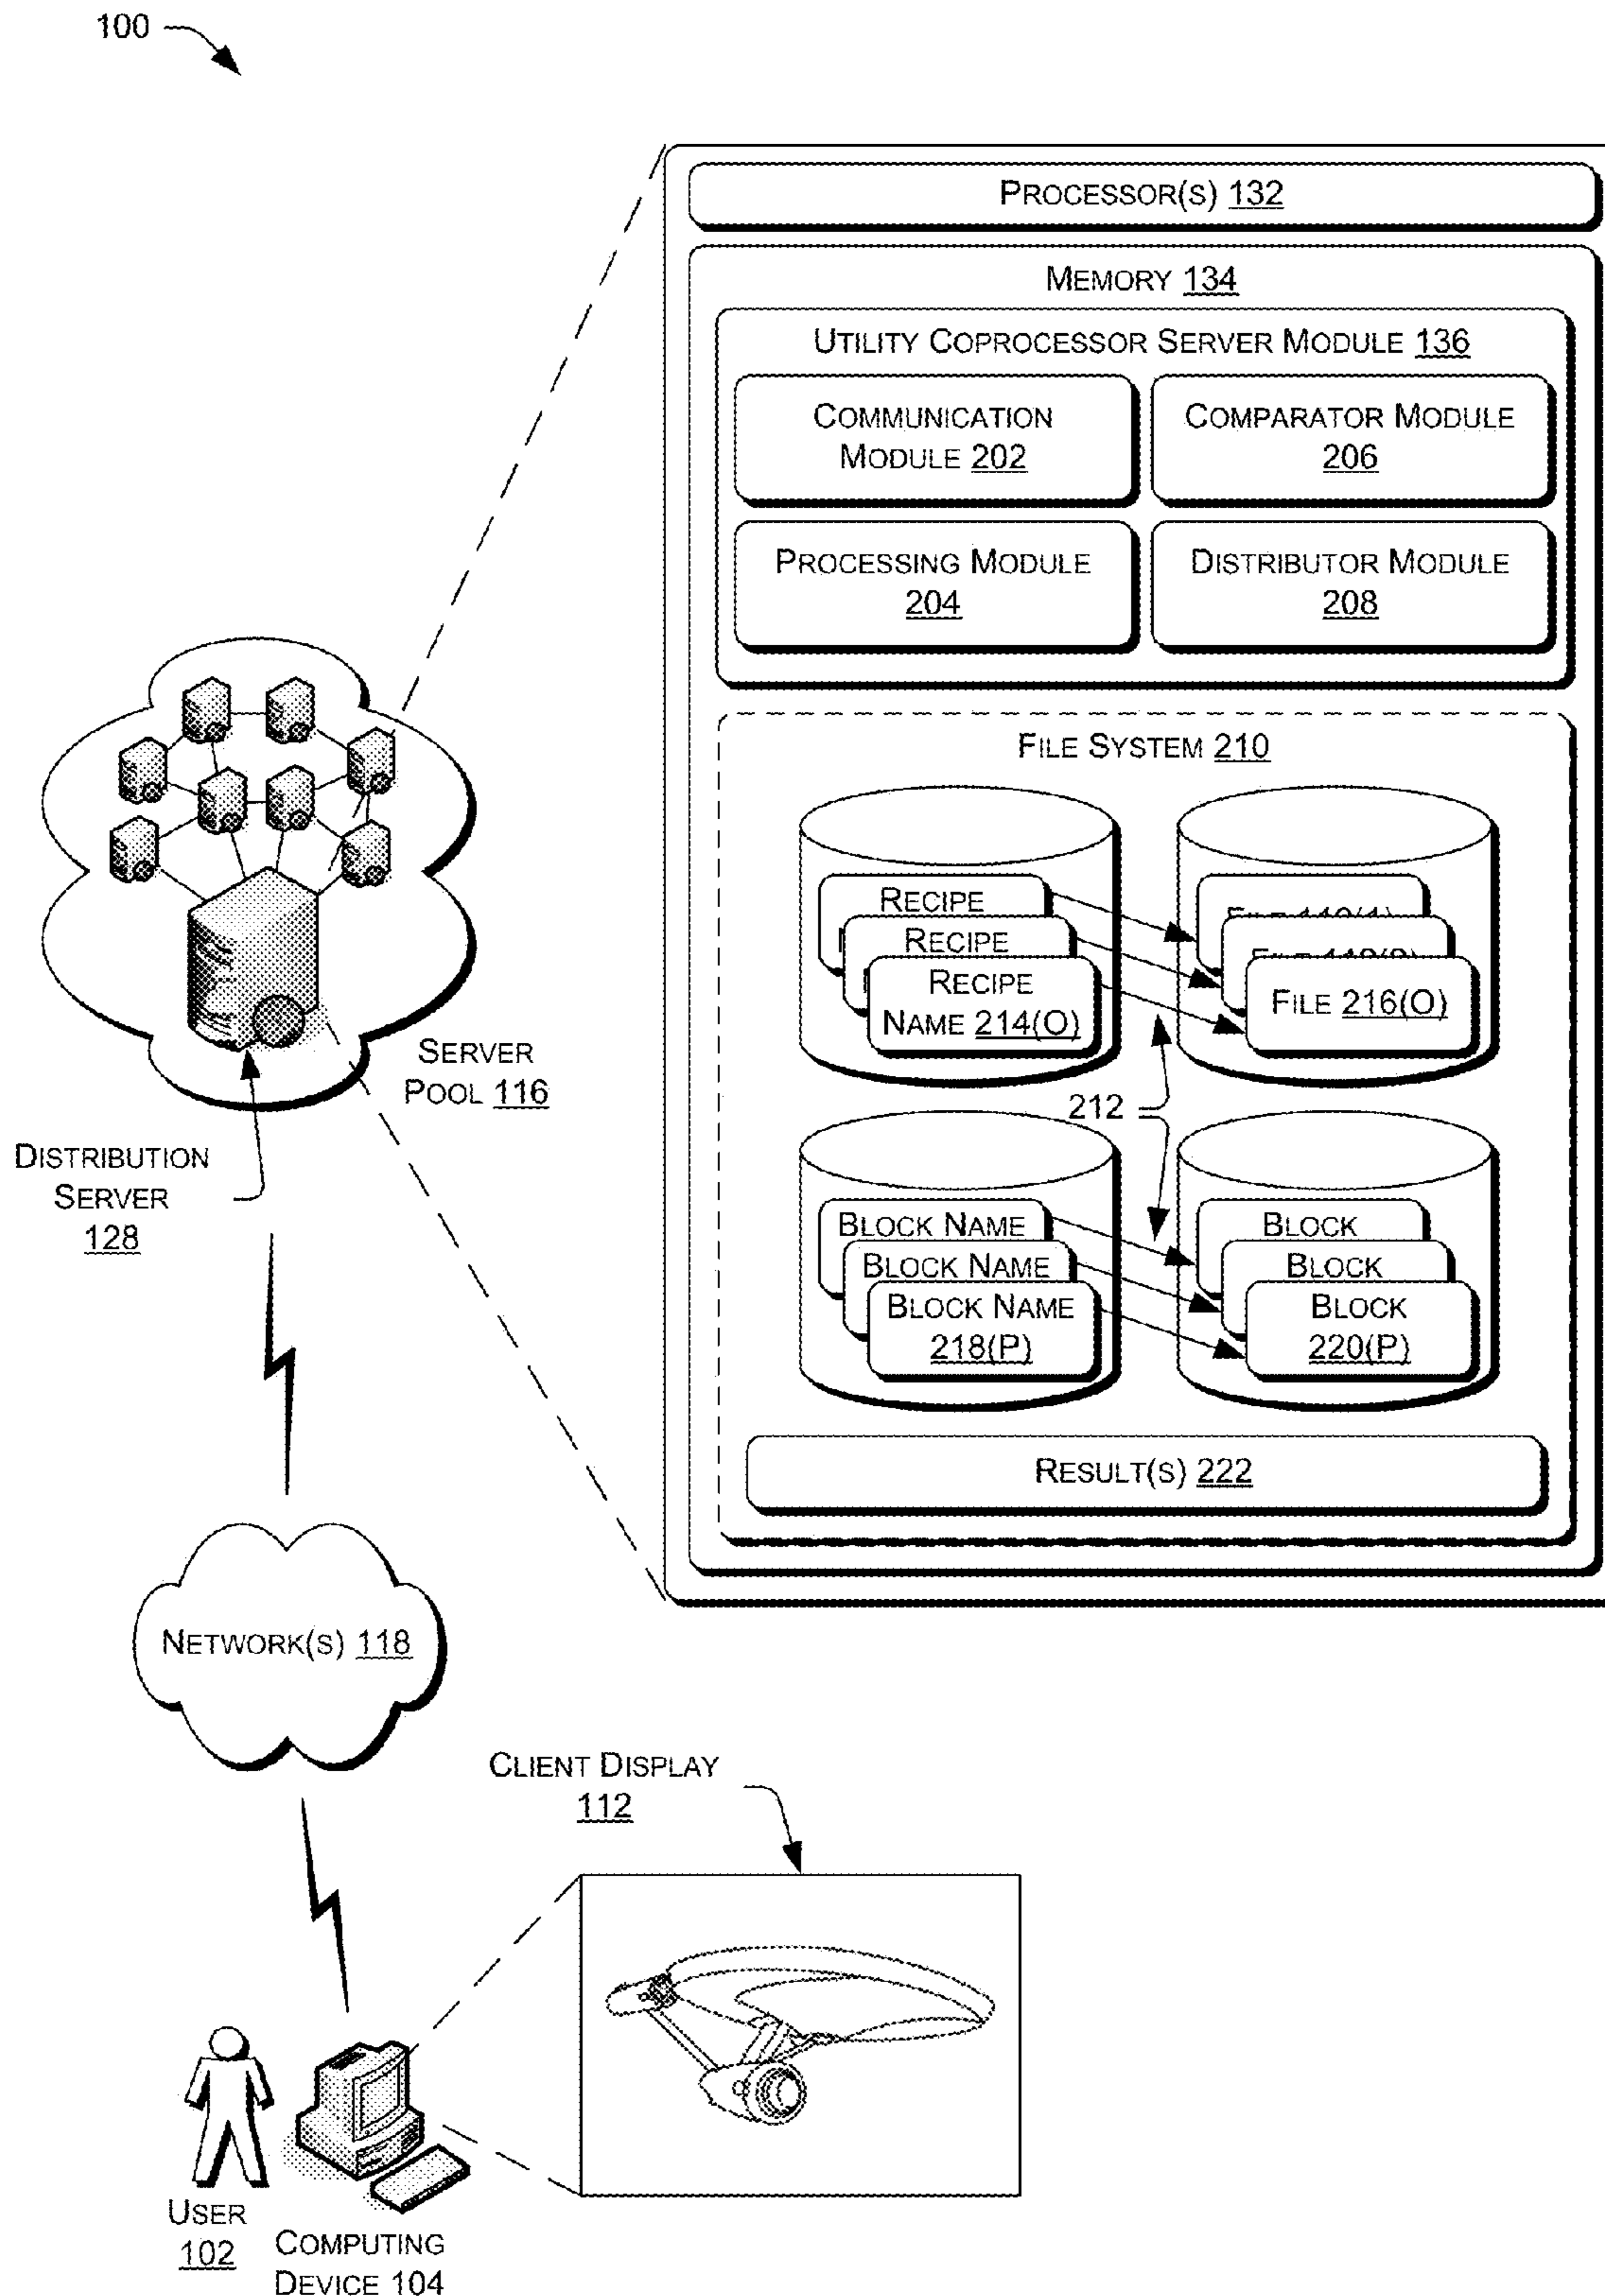 100
PROCESSOR(S) 132
MEMORY 134
UTILITY COPROCESSOR SERVER MODULE 136
COMMUNICATION
MODULE 202
COMPARATOR MODULE
206
PROCESSING MODULE
204
DISTRIBUTOR MODULE
208
FILE SYSTEM 210
RECIPE
RECIPE
RECIPE
NAME 214(O)
FILE 216(O)
212
BLOCK NAME
BLOCK NAME
BLOCK NAME
218(P)
BLOCK
BLOCK
BLOCK
220(P)
RESULT(S) 222
SERVER
POOL 116
DISTRIBUTION
SERVER
128
NETWORK(S) 118
CLIENT DISPLAY
112
USER
102
COMPUTING
DEVICE 104